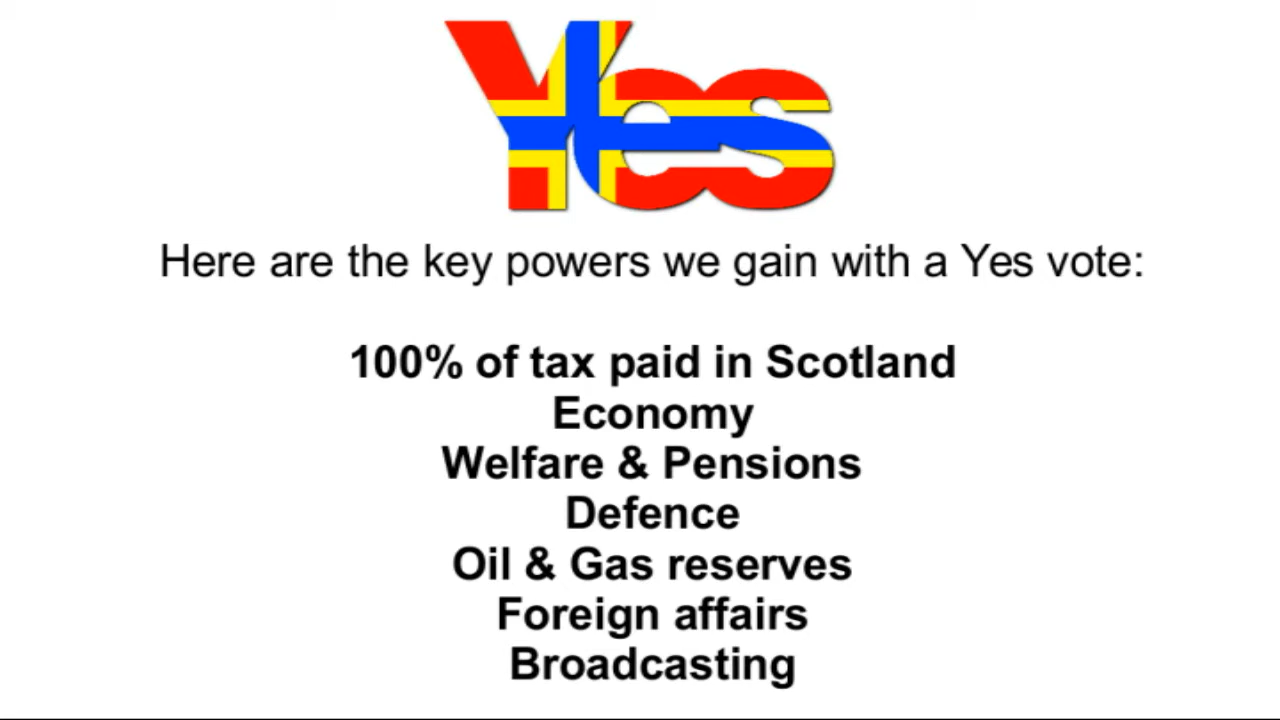 Yes
Here are the key powers we gain with a Yes vote:
100% of tax paid in Scotland
Economy
Welfare & Pensions
Defence
Oil & Gas reserves
Foreign affairs
Broadcasting